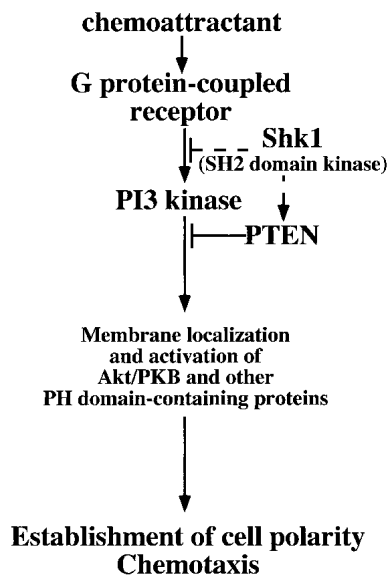 chemoattractant
G protein-coupled
receptor
Shk1
(SH2 domain kinase)
PI3 kinase
PTEN
Membrane localization
and activation of
Akt/PKB and other
PH domain-containing proteins
Establishment of cell polarity
Chemotaxis